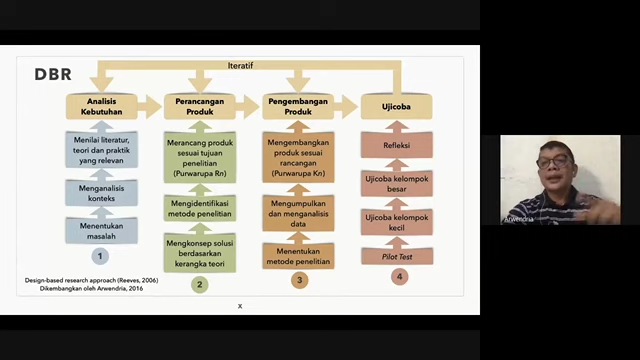 Iteratif
DBR
Analisis
Kebutuhan
Perancangan
Produk
Pengembangan
Produk
Ujicoba
Menilai literatur,
teori dan praktik
yang relevan
Menganalisis
konteks
Menentukan
masalah
1
Merancang produk
sesuai tujuan
penelitian
(Purwarupa Rn)
Mengidentifikasi
metode penelitian
Mengkonsep solusi
berdasarkan
kerangka teori
2
Mengembangkan
produk sesuai
rancangan
(Purwarupa Kn)
Mengumpulkan
dan menganalisis
data
Menentukan
metode penelitian
3
Refleksi
Ujicoba kelompok
besar
Ujicoba kelompok
kecil
Pilot Test
4
Design-based research approach (Reeves, 2006)
Dikembangkan oleh Arwendria, 2016
X
Arwendria